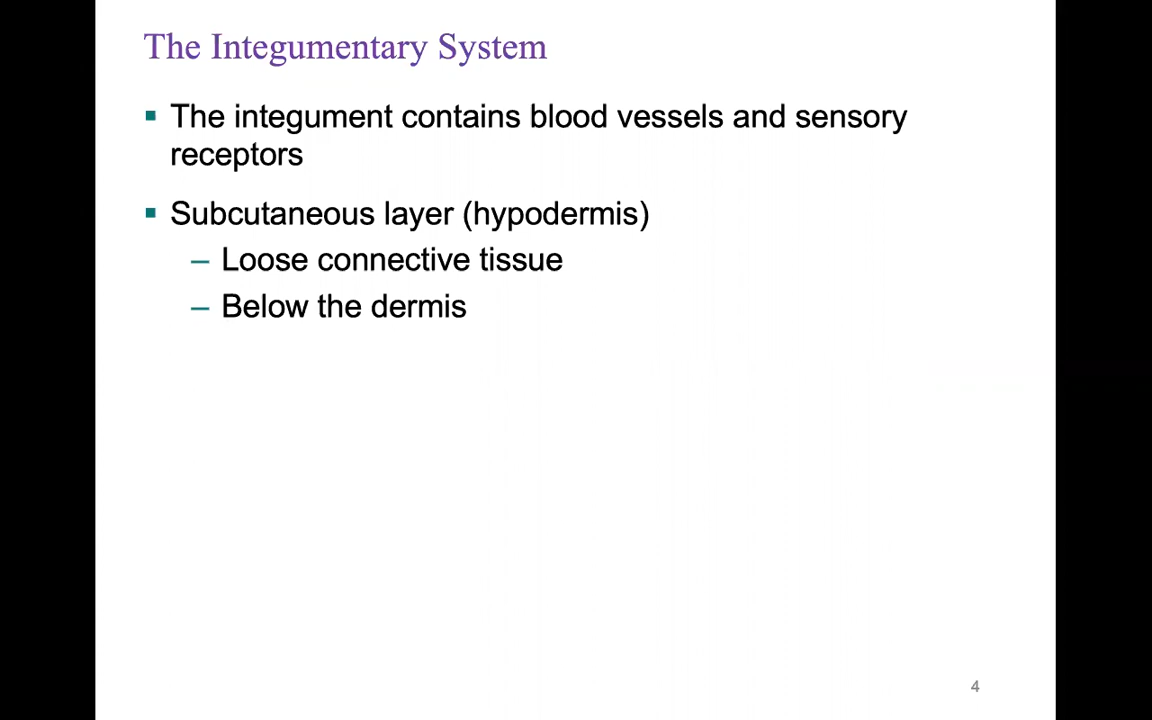 The Integumentary System
▪ The integument contains blood vessels and sensory
receptors
▪ Subcutaneous layer (hypodermis)
– Loose connective tissue
– Below the dermis
4